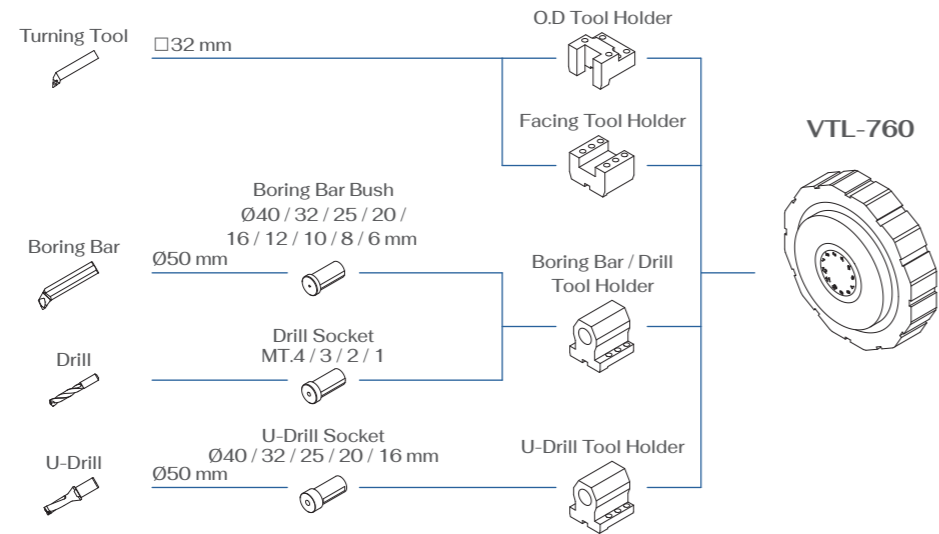 O.D Tool Holder
Turning Tool
□32 mm
Facing Tool Holder
VTL-760
Boring Bar Bush
Ø40 / 32 / 25 / 20 /
16 / 12 / 10 / 8 / 6 mm
Boring Bar
Ø50 mm
Boring Bar / Drill
Tool Holder
Drill Socket
MT.4 / 3 / 2 / 1
Drill
U-Drill Socket
Ø40 / 32 / 25 / 20 / 16 mm
U-Drill Tool Holder
U-Drill
Ø50 mm